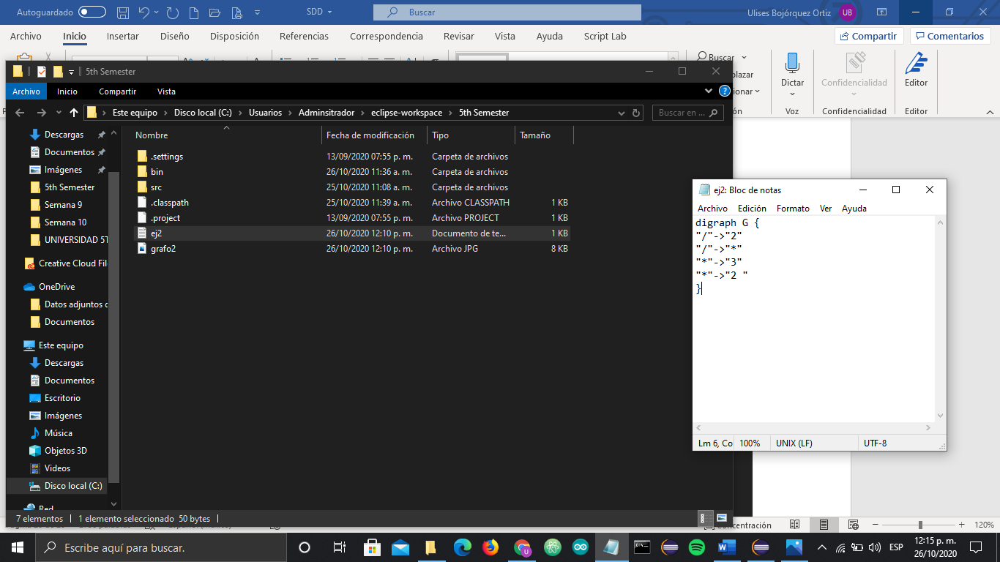 Autoguardado
SDD
Buscar
Ulises Bojórquez Ortiz
UB
Archivo Inicio Insertar Diseño Disposición Referencias Correspondencia Revisar Vista Ayuda Script Lab
Compartir
Comentarios
Buscar
Dictar
Confidencialidad
Editor
Voz
Confidencialidad
Editor
5th Semester
Archivo Inicio Compartir Vista
Este equipo > Disco local (C:) > Usuarios > Adminsitrador > eclipse-workspace > 5th Semester
Buscar en ...
Nombre Fecha de modificación Tipo Tamaño
.settings 13/09/2020 07:55 p. m. Carpeta de archivos
bin 26/10/2020 11:36 a. m. Carpeta de archivos
src 25/10/2020 11:08 a. m. Carpeta de archivos
.classpath 25/10/2020 11:39 a. m. Archivo CLASSPATH 1 KB
.project 13/09/2020 07:55 p. m. Archivo PROJECT 1 KB
ej2 26/10/2020 12:10 p. m. Documento de te... 1 KB
grafo2 26/10/2020 12:10 p. m. Archivo JPG 8 KB
Descargas
Documentos
Imágenes
5th Semester
Semana 9
Semana 10
UNIVERSIDAD 5T
Creative Cloud File
OneDrive
Datos adjuntos d
Documentos
Este equipo
Descargas
Documentos
Escritorio
Imágenes
Música
Objetos 3D
Videos
Disco local (C:)
Red
7 elementos 1 elemento seleccionado 50 bytes
ej2: Bloc de notas
Archivo Edición Formato Ver Ayuda
digraph G {
"/"->"2"
"/"->"*"
"*"->"3"
"*"->"2 "
}
Lm 6, Co 100% UNIX (LF) UTF-8
Concentración
120%
Escribe aquí para buscar.
ESP
12:15 p. m.
26/10/2020